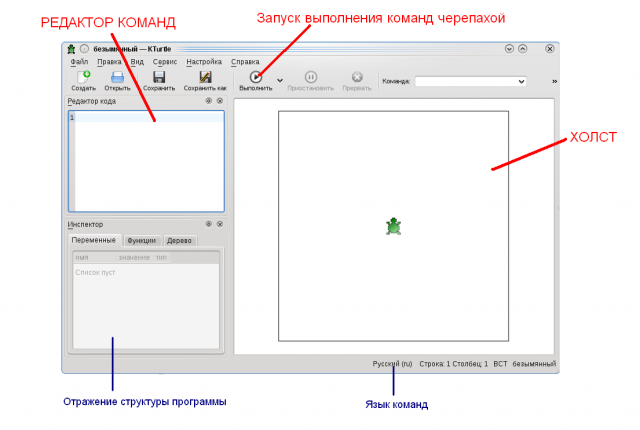 Запуск выполнения команд черепахой
РЕДАКТОР КОМАНД
безымянный — KTurtle
Файл Правка Вид Сервис Настройка Справка
Создать Открыть Сохранить Сохранить как Выполнить Приостановить Прервать Команда: »
Редактор кода
1
ХОЛСТ
Инспектор
Переменные Функции Дерево
имя значение тип
Список пуст
Русский (ru) Строка: 1 Столбец: 1 ВСТ безымянный
Отражение структуры программы
Язык команд